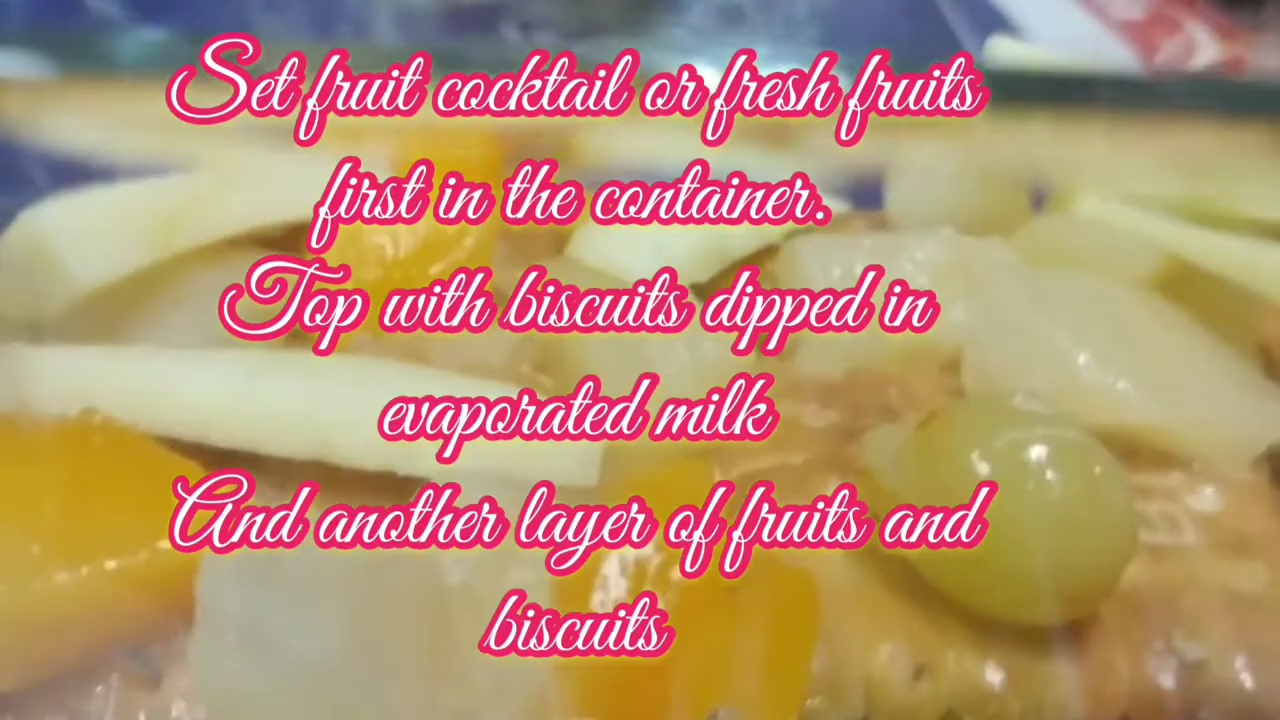 Set fruit cocktail or fresh fruits
first in the container.
Top with biscuits dipped in
evaporated milk
And another layer of fruits and
biscuits